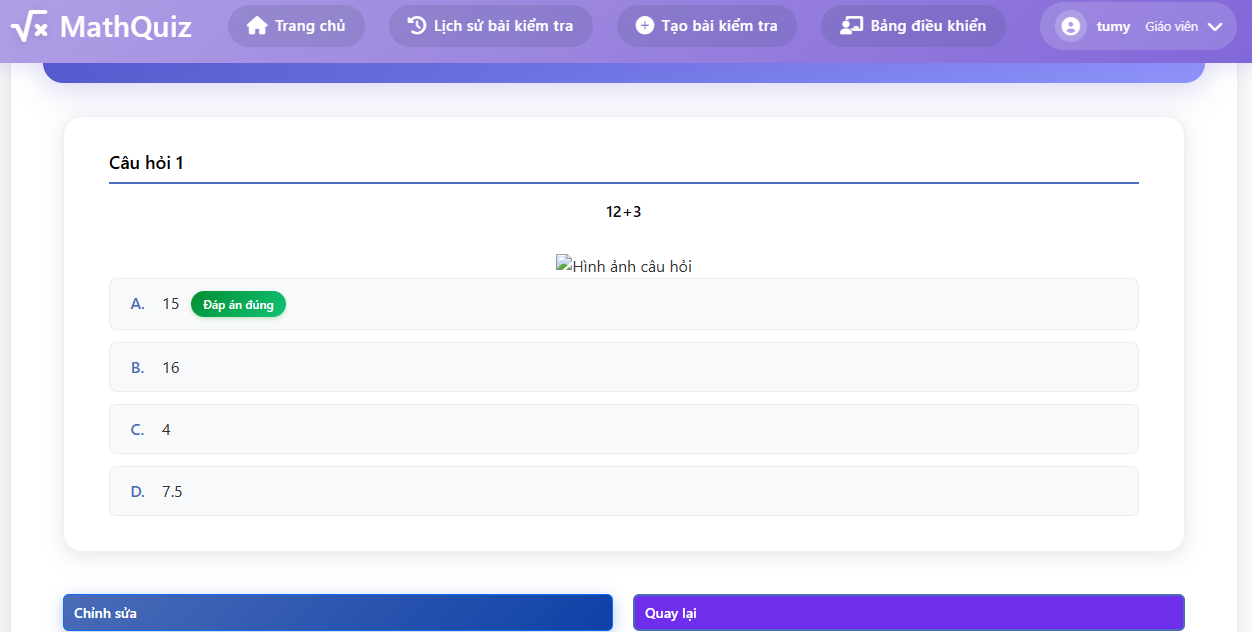 √x MathQuiz Trang chủ Lịch sử bài kiểm tra Tạo bài kiểm tra Bảng điều khiển tumy Giáo viên
Câu hỏi 1
12+3
Hình ảnh câu hỏi
A. 15 Đáp án đúng
B. 16
C. 4
D. 7.5
Chỉnh sửa Quay lại